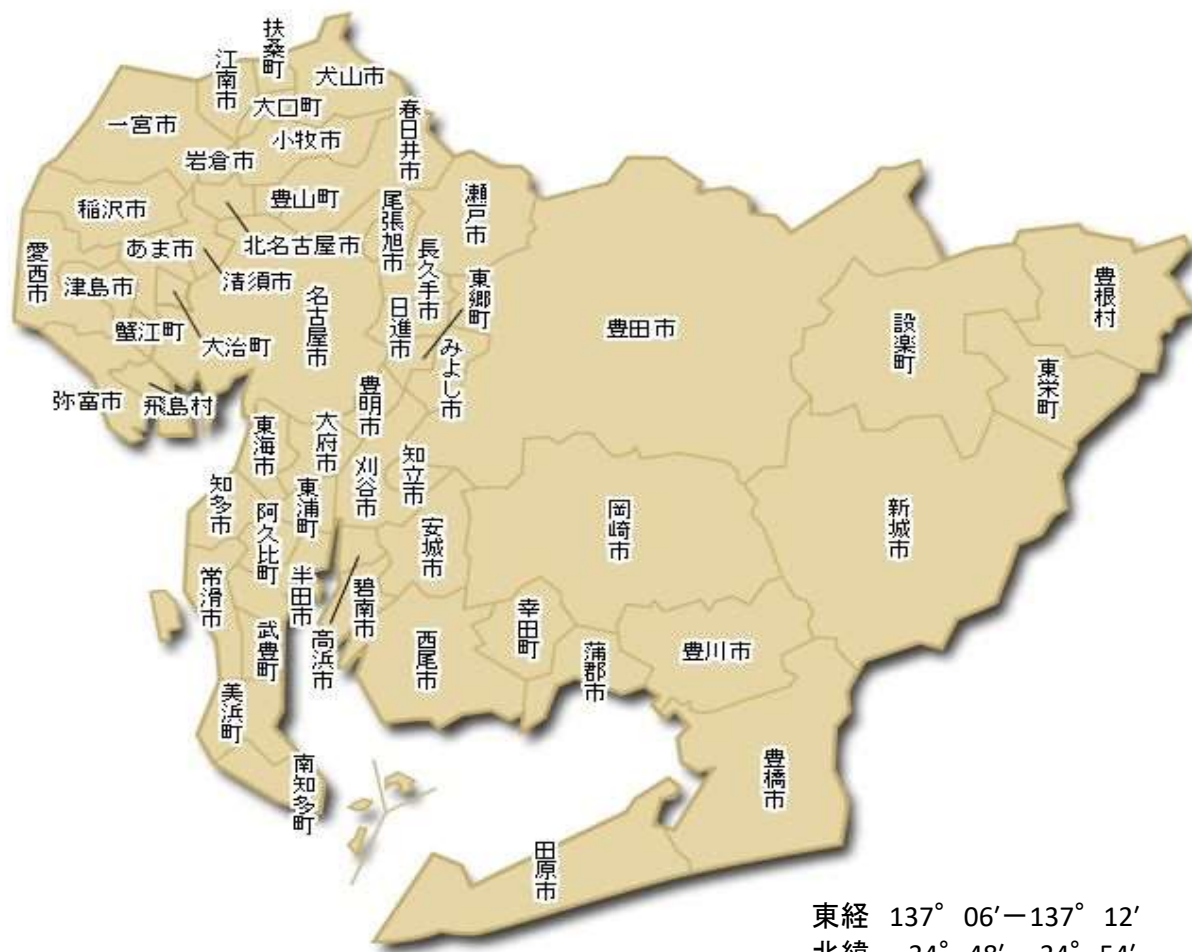 扶桑町
江南市
犬山市
大口町
春日井市
一宮市
小牧市
岩倉市
瀬戸市
豊山町
稲沢市
尾張旭市
北名古屋市
あま市
長久手市
愛西市
清須市
津島市
東郷町
名古屋市
日進市
豊田市
設楽町
豊根村
蟹江町
大治町
みよし市
東栄町
弥富市
飛島村
豊明市
東海市
大府市
知立市
刈谷市
知多市
東浦町
阿久比町
岡崎市
新城市
安城市
常滑市
半田市
碧南市
武豊町
高浜市
西尾市
幸田町
蒲郡市
豊川市
美浜町
南知多町
豊橋市
田原市
東経 137° 06′－137° 12′
北緯 34° 48′－34° 54′